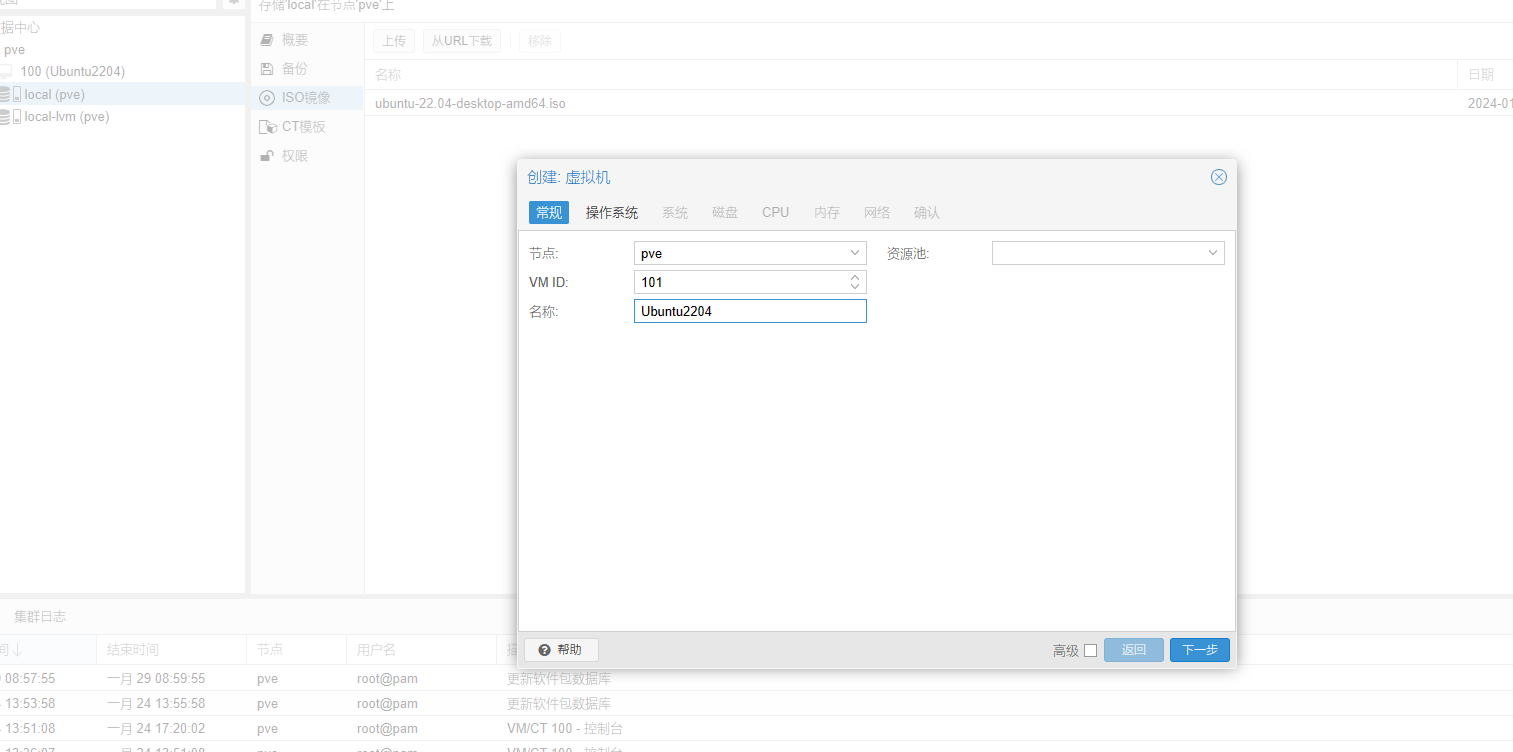 存储'local'在节点'pve'上
据中心
pve
100 (Ubuntu2204)
local (pve)
local-lvm (pve)
概要
备份
ISO镜像
CT模板
权限
上传 从URL下载 移除
名称 日期
ubuntu-22.04-desktop-amd64.iso 2024-01
创建: 虚拟机
常规 操作系统 系统 磁盘 CPU 内存 网络 确认
节点: pve 资源池:
VM ID: 101
名称: Ubuntu2204
帮助 高级 返回 下一步
集群日志
间 结束时间 节点 用户名
08:57:55 一月 29 08:59:55 pve root@pam 更新软件包数据库
13:53:58 一月 24 13:55:58 pve root@pam 更新软件包数据库
13:51:08 一月 24 17:20:02 pve root@pam VM/CT 100 - 控制台